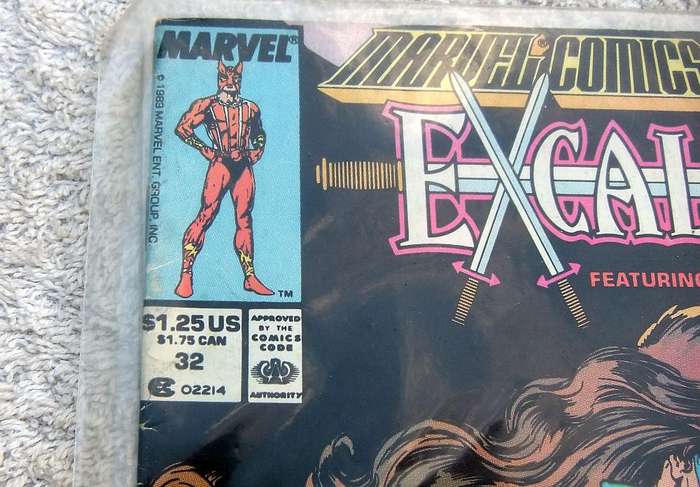 MARVEL®
© 1989 MARVEL ENT. GROUP, INC.
TM
$1.25 US
$1.75 CAN
32
02214
APPROVED
BY THE
COMICS
CODE
AUTHORITY
MARVEL® COMICS
EXCAL
FEATURING